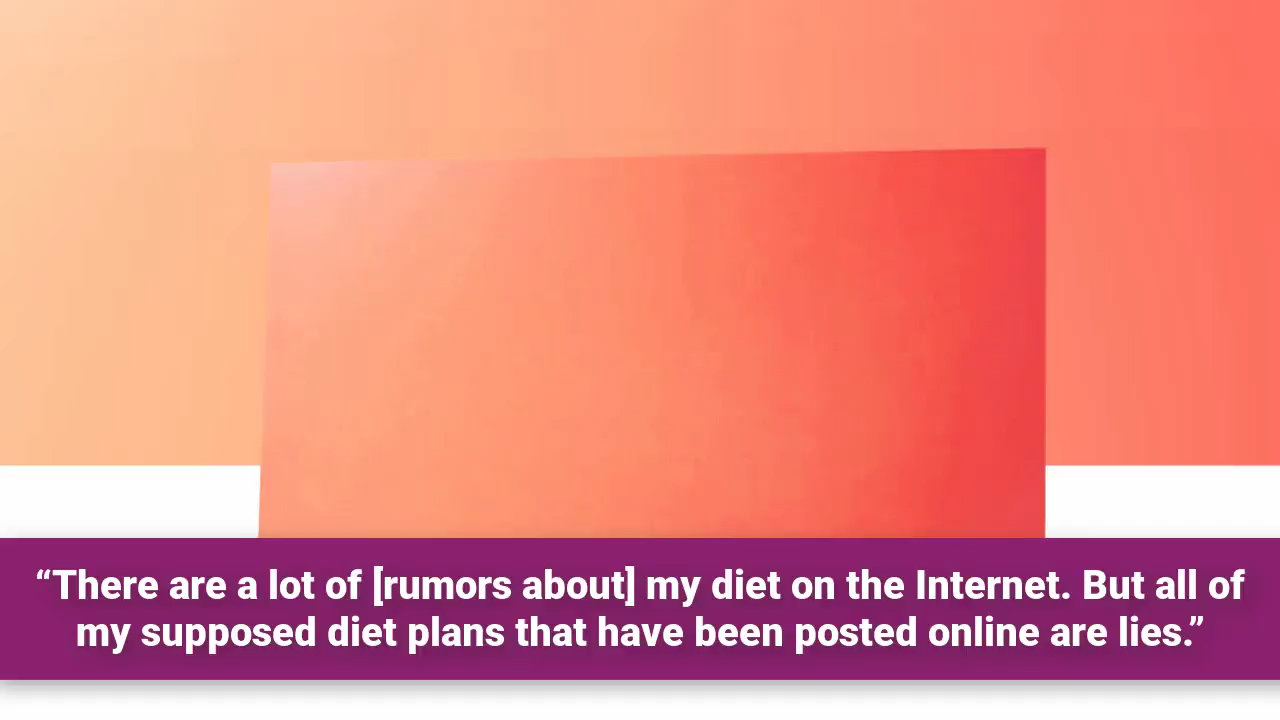 “There are a lot of [rumors about] my diet on the Internet. But all of
my supposed diet plans that have been posted online are lies.”